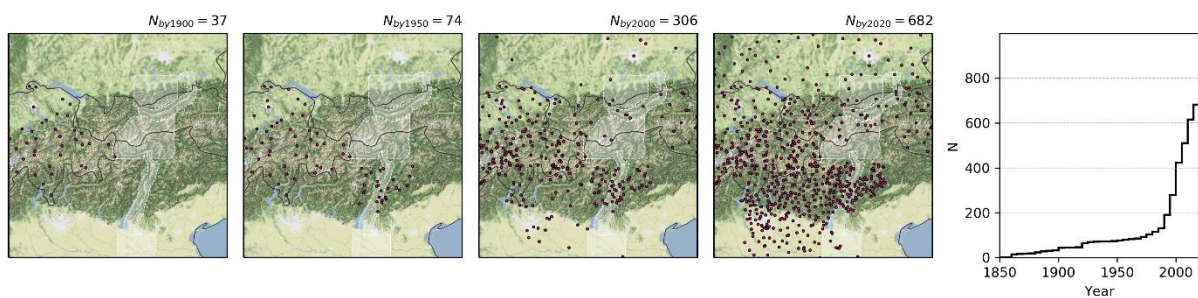 N_by1900 = 37
N_by1950 = 74
N_by2000 = 306
N_by2020 = 682
N
800
600
400
200
0
1850
1900
1950
2000
Year